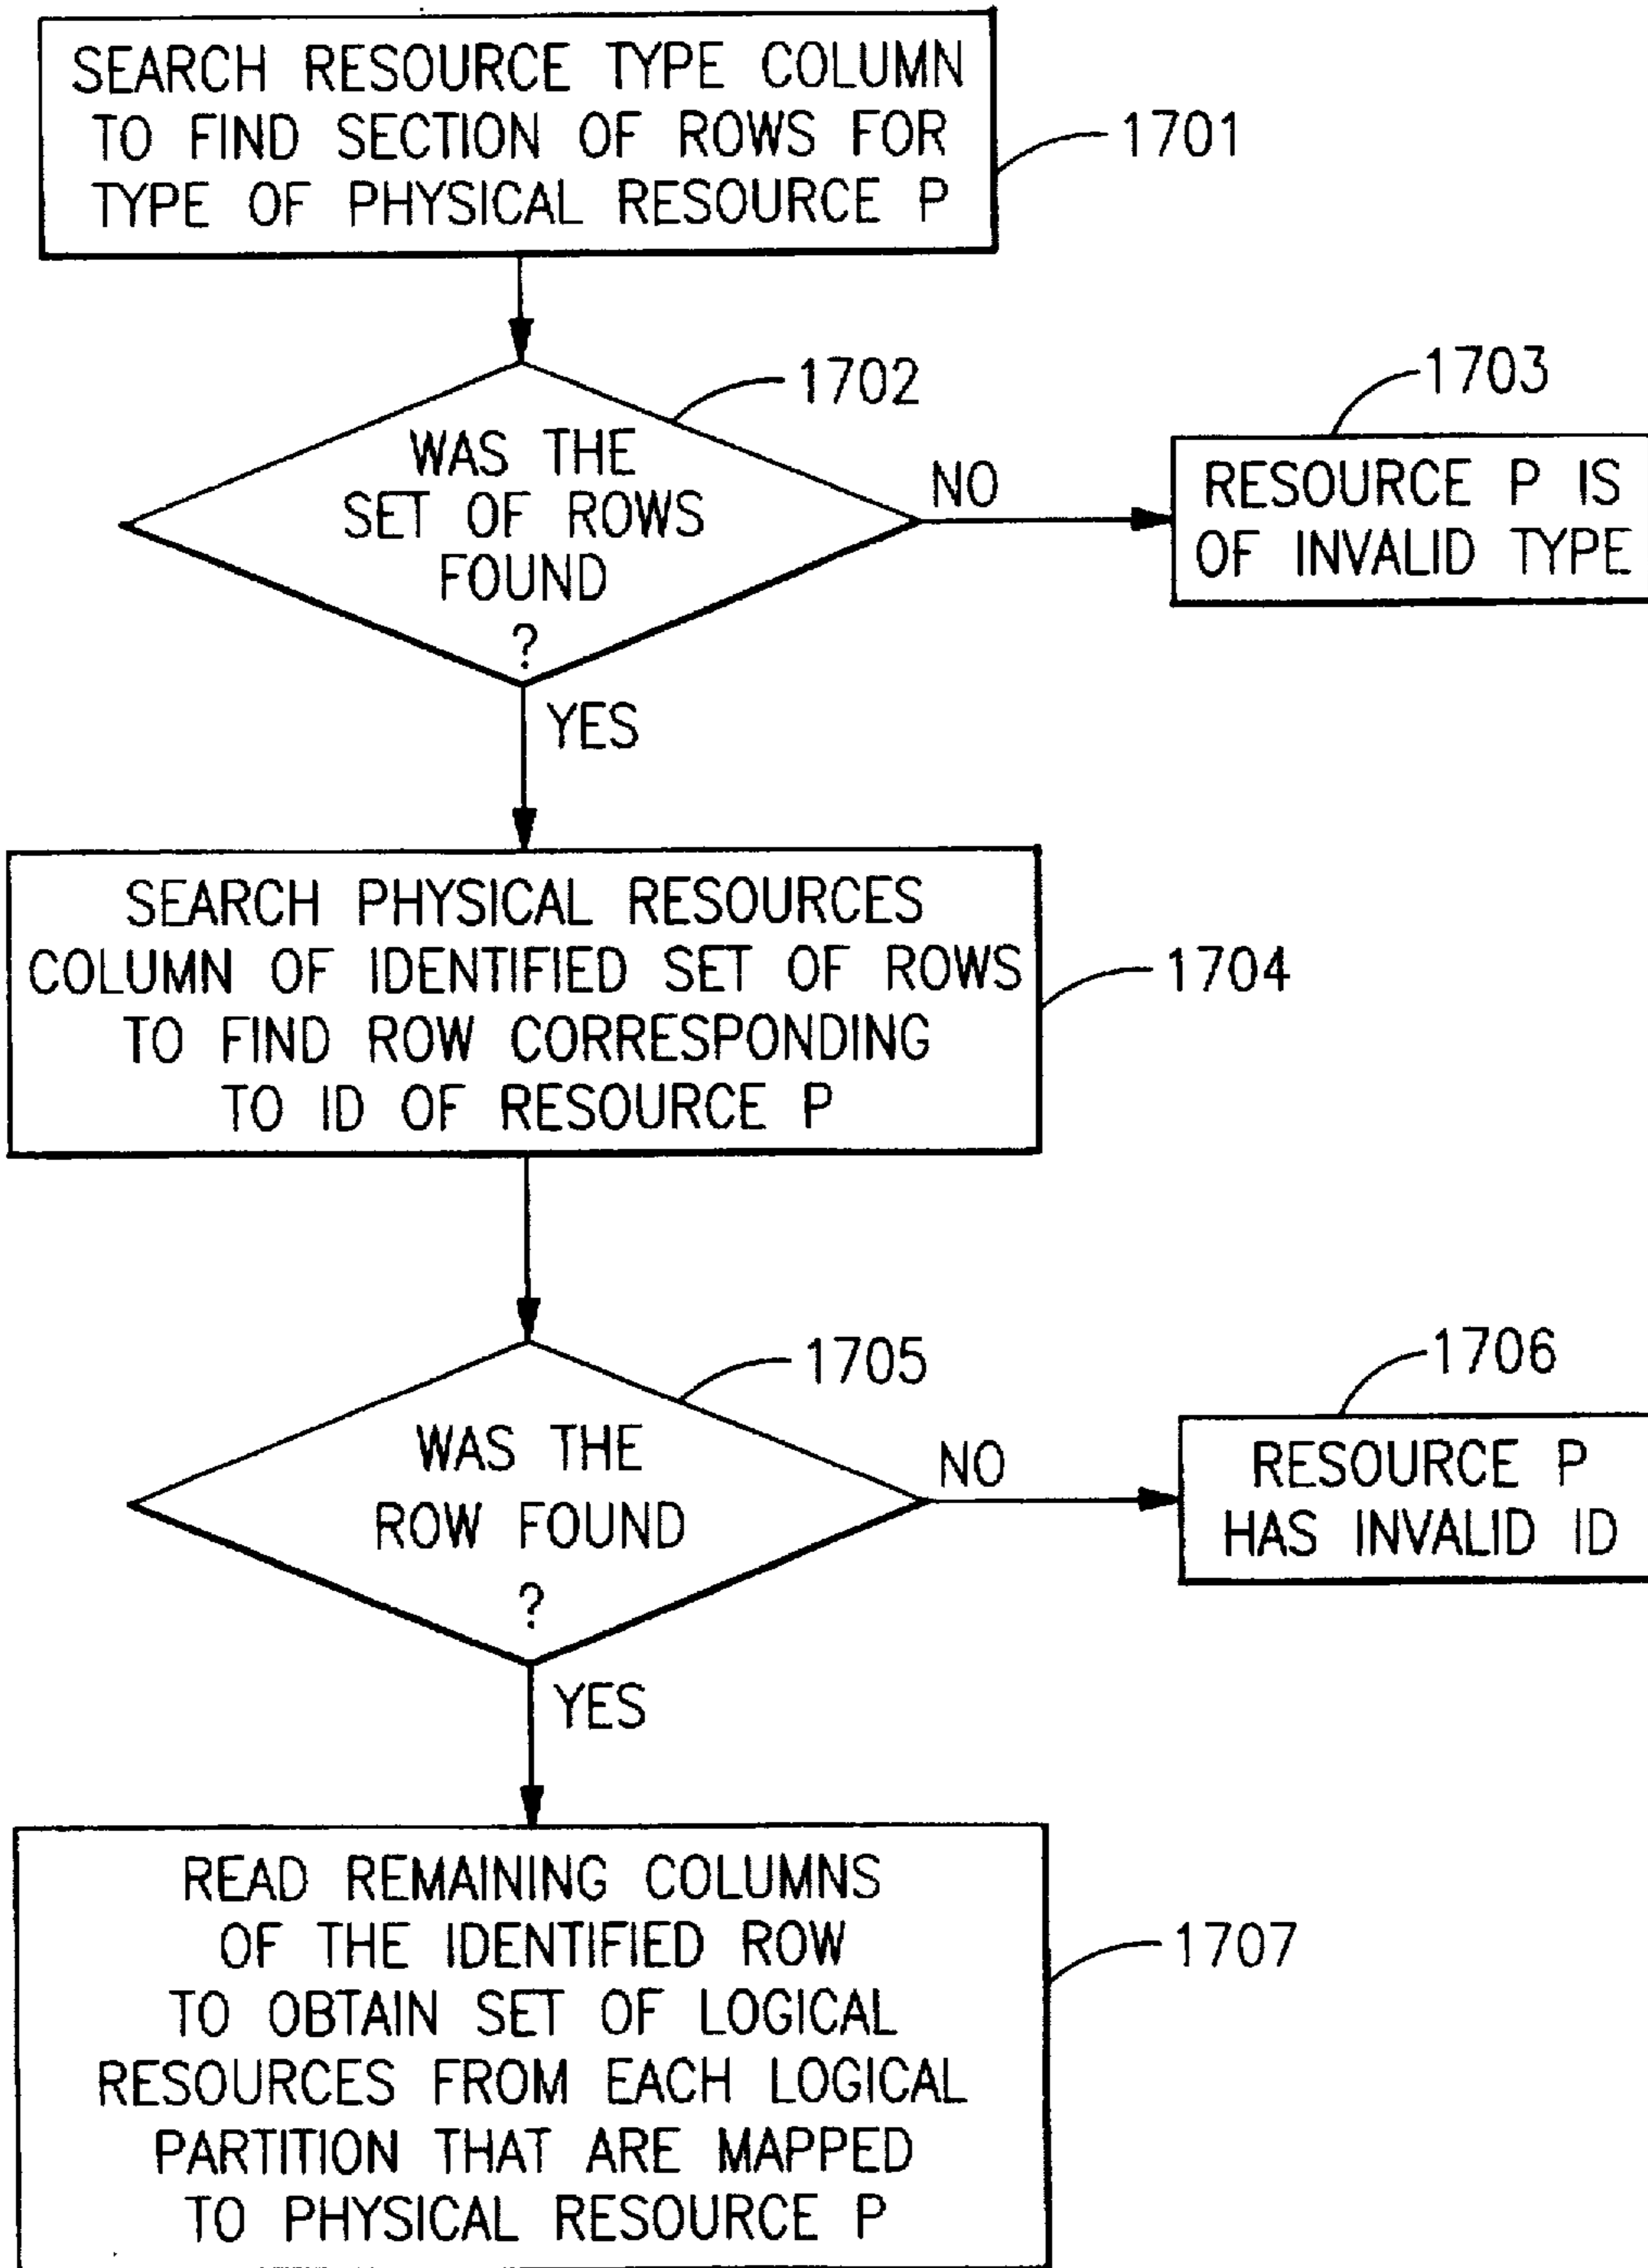 SEARCH RESOURCE TYPE COLUMN
TO FIND SECTION OF ROWS FOR
TYPE OF PHYSICAL RESOURCE P
1701
1702
WAS THE
SET OF ROWS
FOUND
?
NO
1703
RESOURCE P IS
OF INVALID TYPE
YES
SEARCH PHYSICAL RESOURCES
COLUMN OF IDENTIFIED SET OF ROWS
TO FIND ROW CORRESPONDING
TO ID OF RESOURCE P
1704
1705
WAS THE
ROW FOUND
?
NO
1706
RESOURCE P
HAS INVALID ID
YES
READ REMAINING COLUMNS
OF THE IDENTIFIED ROW
TO OBTAIN SET OF LOGICAL
RESOURCES FROM EACH LOGICAL
PARTITION THAT ARE MAPPED
TO PHYSICAL RESOURCE P
1707